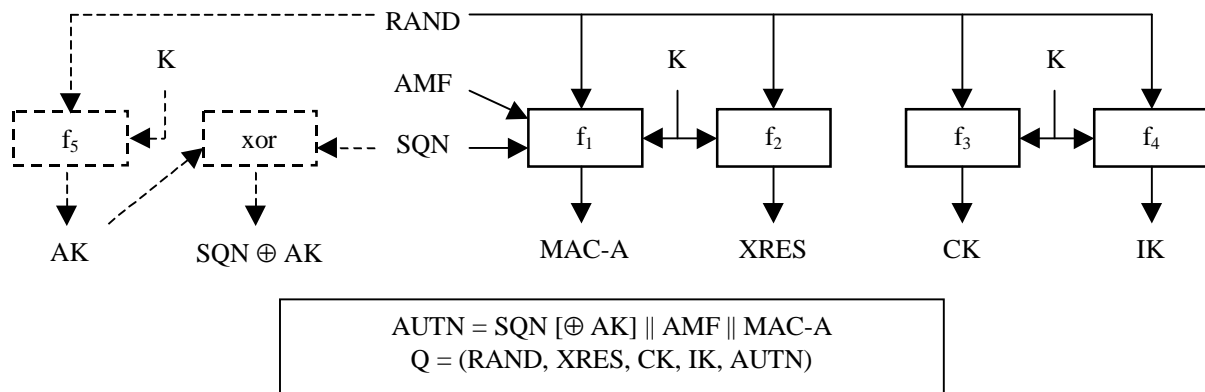 RAND
K
K
AMF
f₅
xor
SQN
f₁
f₂
f₃
f₄
AK
SQN ⊕ AK
MAC-A
XRES
CK
IK
AUTN = SQN [⊕ AK] || AMF || MAC-A
Q = (RAND, XRES, CK, IK, AUTN)